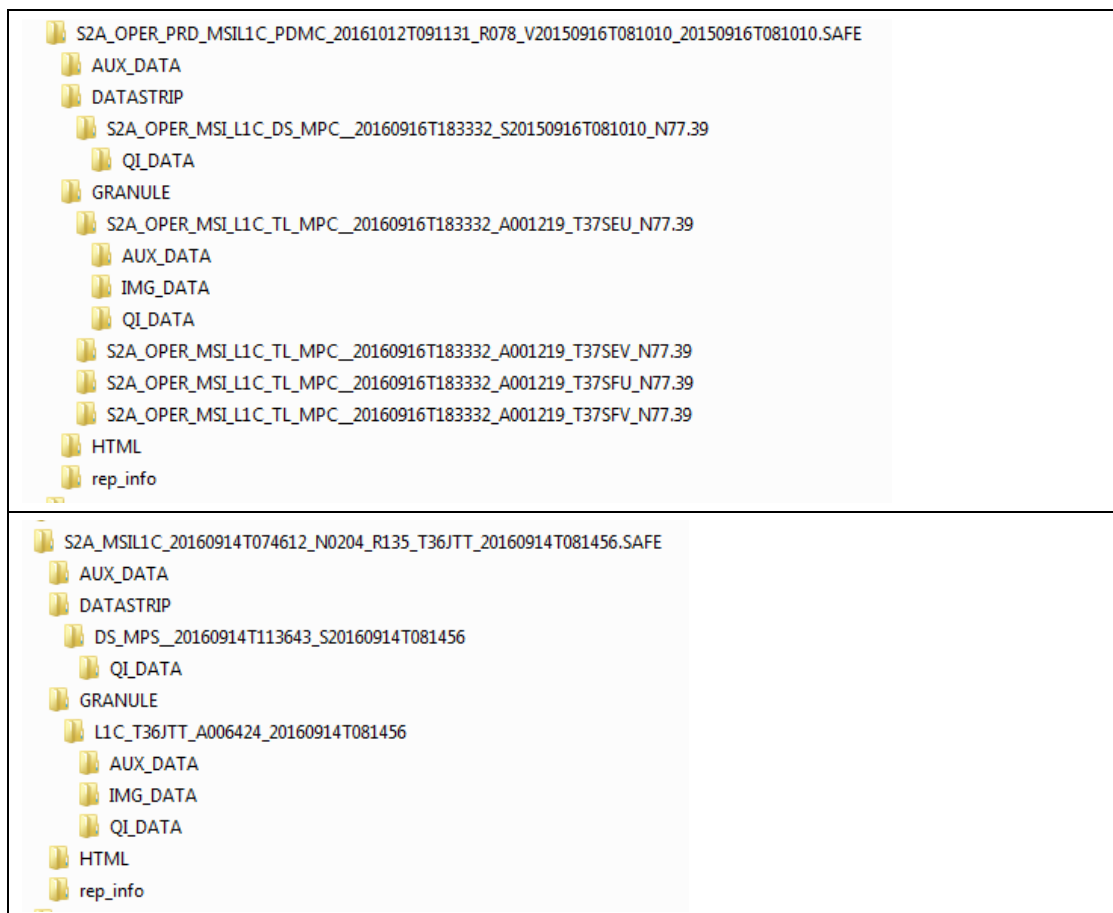 S2A_OPER_PRD_MSIL1C_PDMC_20161012T091131_R078_V20150916T081010_20150916T081010.SAFE
AUX_DATA
DATASTRIP
S2A_OPER_MSI_L1C_DS_MPC__20160916T183332_S20150916T081010_N77.39
QI_DATA
GRANULE
S2A_OPER_MSI_L1C_TL_MPC__20160916T183332_A001219_T37SEU_N77.39
AUX_DATA
IMG_DATA
QI_DATA
S2A_OPER_MSI_L1C_TL_MPC__20160916T183332_A001219_T37SEV_N77.39
S2A_OPER_MSI_L1C_TL_MPC__20160916T183332_A001219_T37SFU_N77.39
S2A_OPER_MSI_L1C_TL_MPC__20160916T183332_A001219_T37SFV_N77.39
HTML
rep_info
S2A_MSIL1C_20160914T074612_N0204_R135_T36JTT_20160914T081456.SAFE
AUX_DATA
DATASTRIP
DS_MPS__20160914T113643_S20160914T081456
QI_DATA
GRANULE
L1C_T36JTT_A006424_20160914T081456
AUX_DATA
IMG_DATA
QI_DATA
HTML
rep_info